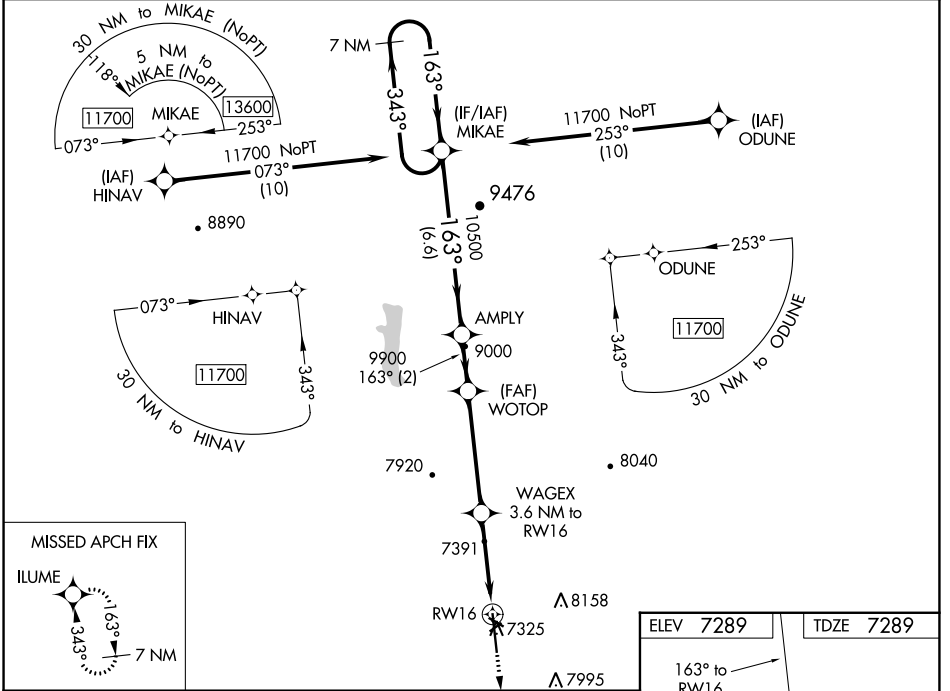 30 NM to MIKAE (NoPT)
118°
5 NM to
MIKAE (NoPT)
11700
13600
MIKAE
073°
253°
7 NM
163°
343°
(IF/IAF)
MIKAE
11700 NoPT
253°
(10)
(IAF)
ODUNE
11700 NoPT
073°
(10)
(IAF)
HINAV
8890
9476
10500
163°
(6.6)
073°
HINAV
343°
11700
30 NM to HINAV
253°
ODUNE
343°
11700
30 NM to ODUNE
AMPLY
9000
9900
163° (2)
(FAF)
WOTOP
7920
8040
WAGEX
3.6 NM to
RW16
7391
RW16
7325
8158
7995
MISSED APCH FIX
ILUME
163°
343°
7 NM
ELEV 7289
TDZE 7289
163° to
RW16